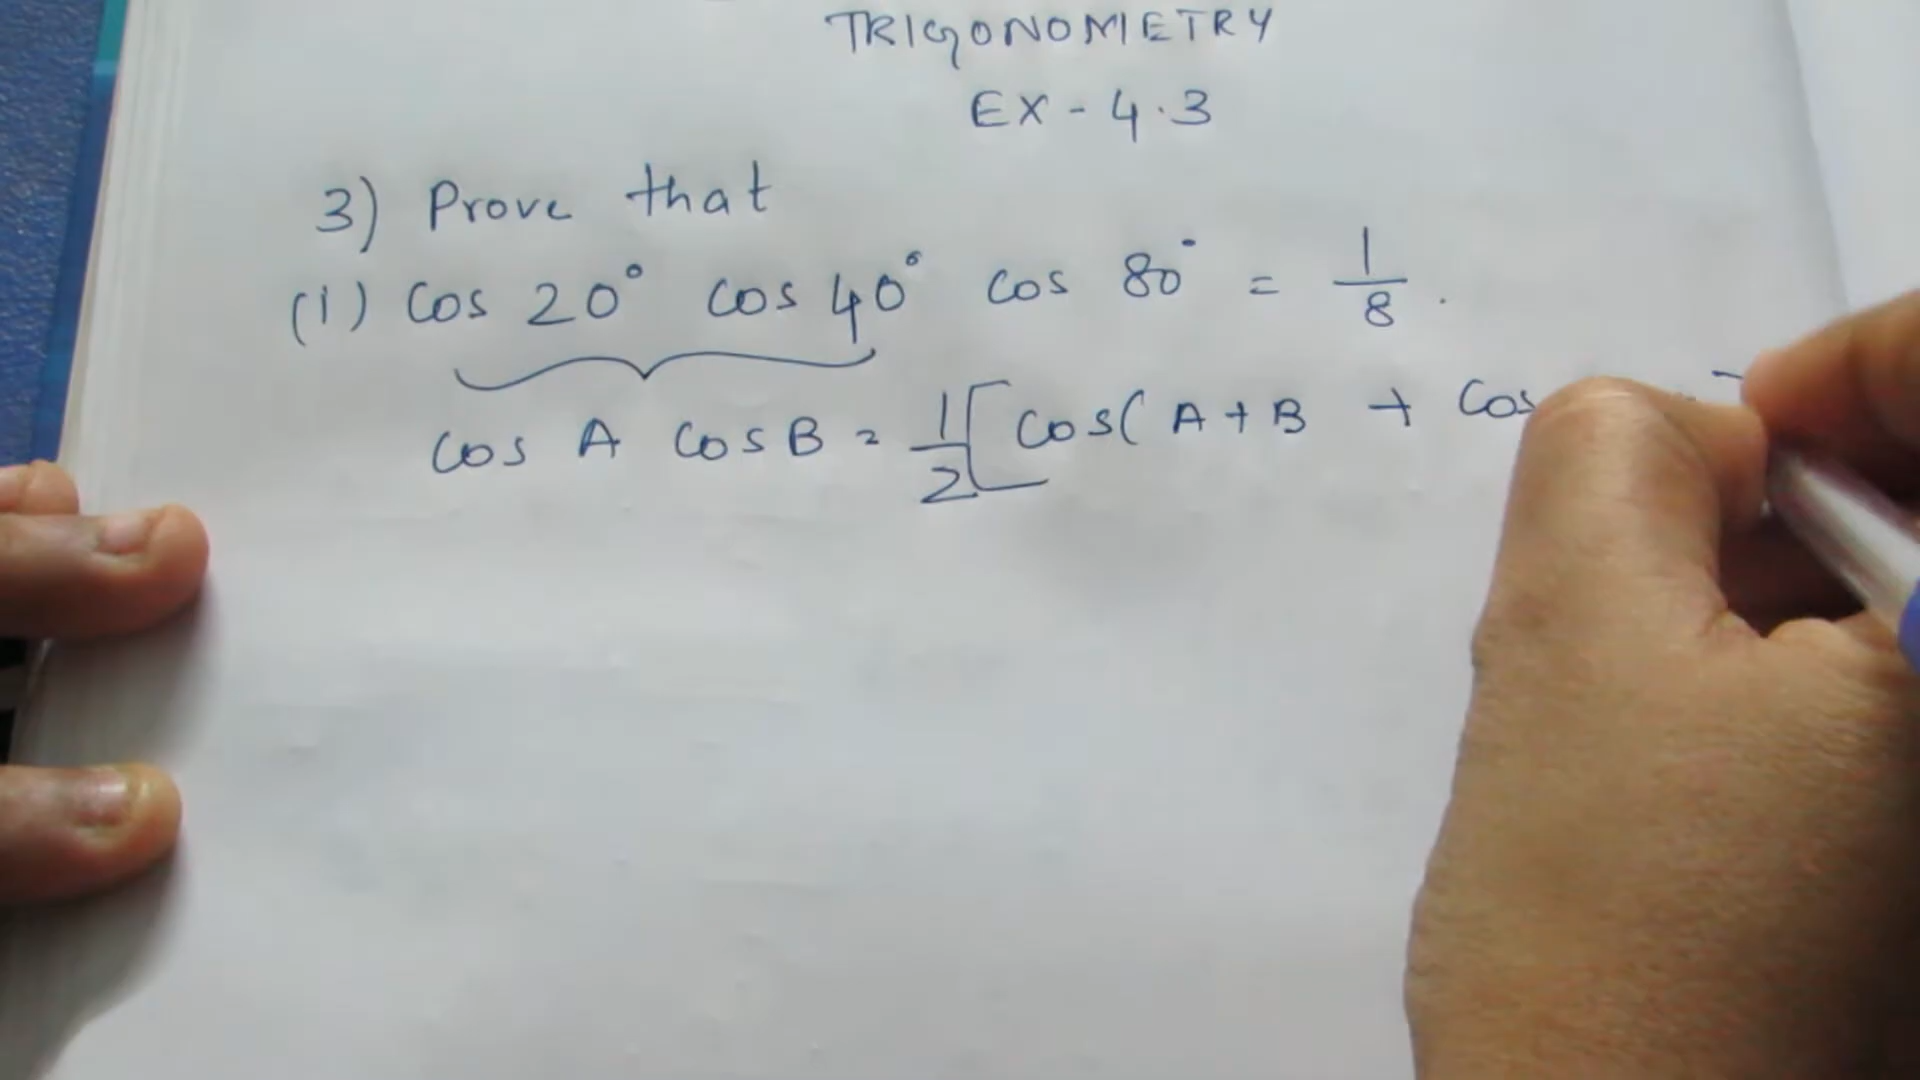 TRIGONOMETRY
EX - 4.3
3) Prove that
(1) cos 20° cos 40° cos 80° = 1/8.
cos A cos B = 1/2 [cos(A+B + cos